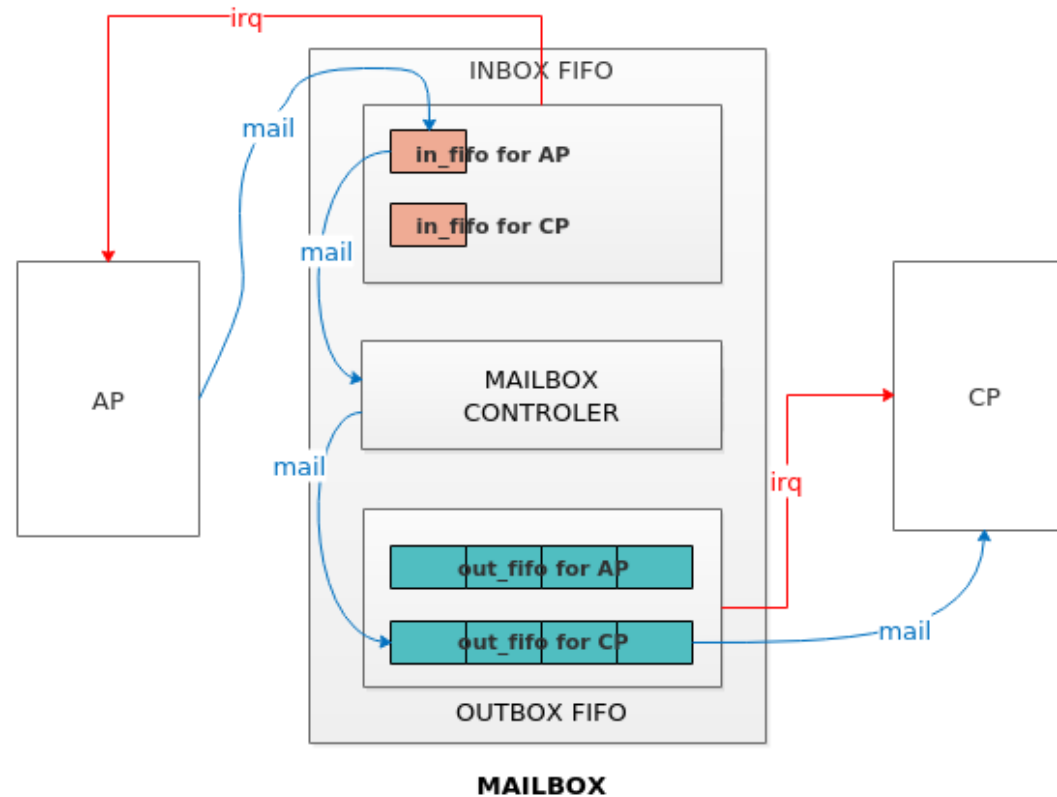 irq
INBOX FIFO
mail
in_fifo for AP
in_fifo for CP
mail
AP
MAILBOX
CONTROLER
CP
mail
irq
out_fifo for AP
out_fifo for CP
mail
OUTBOX FIFO
MAILBOX